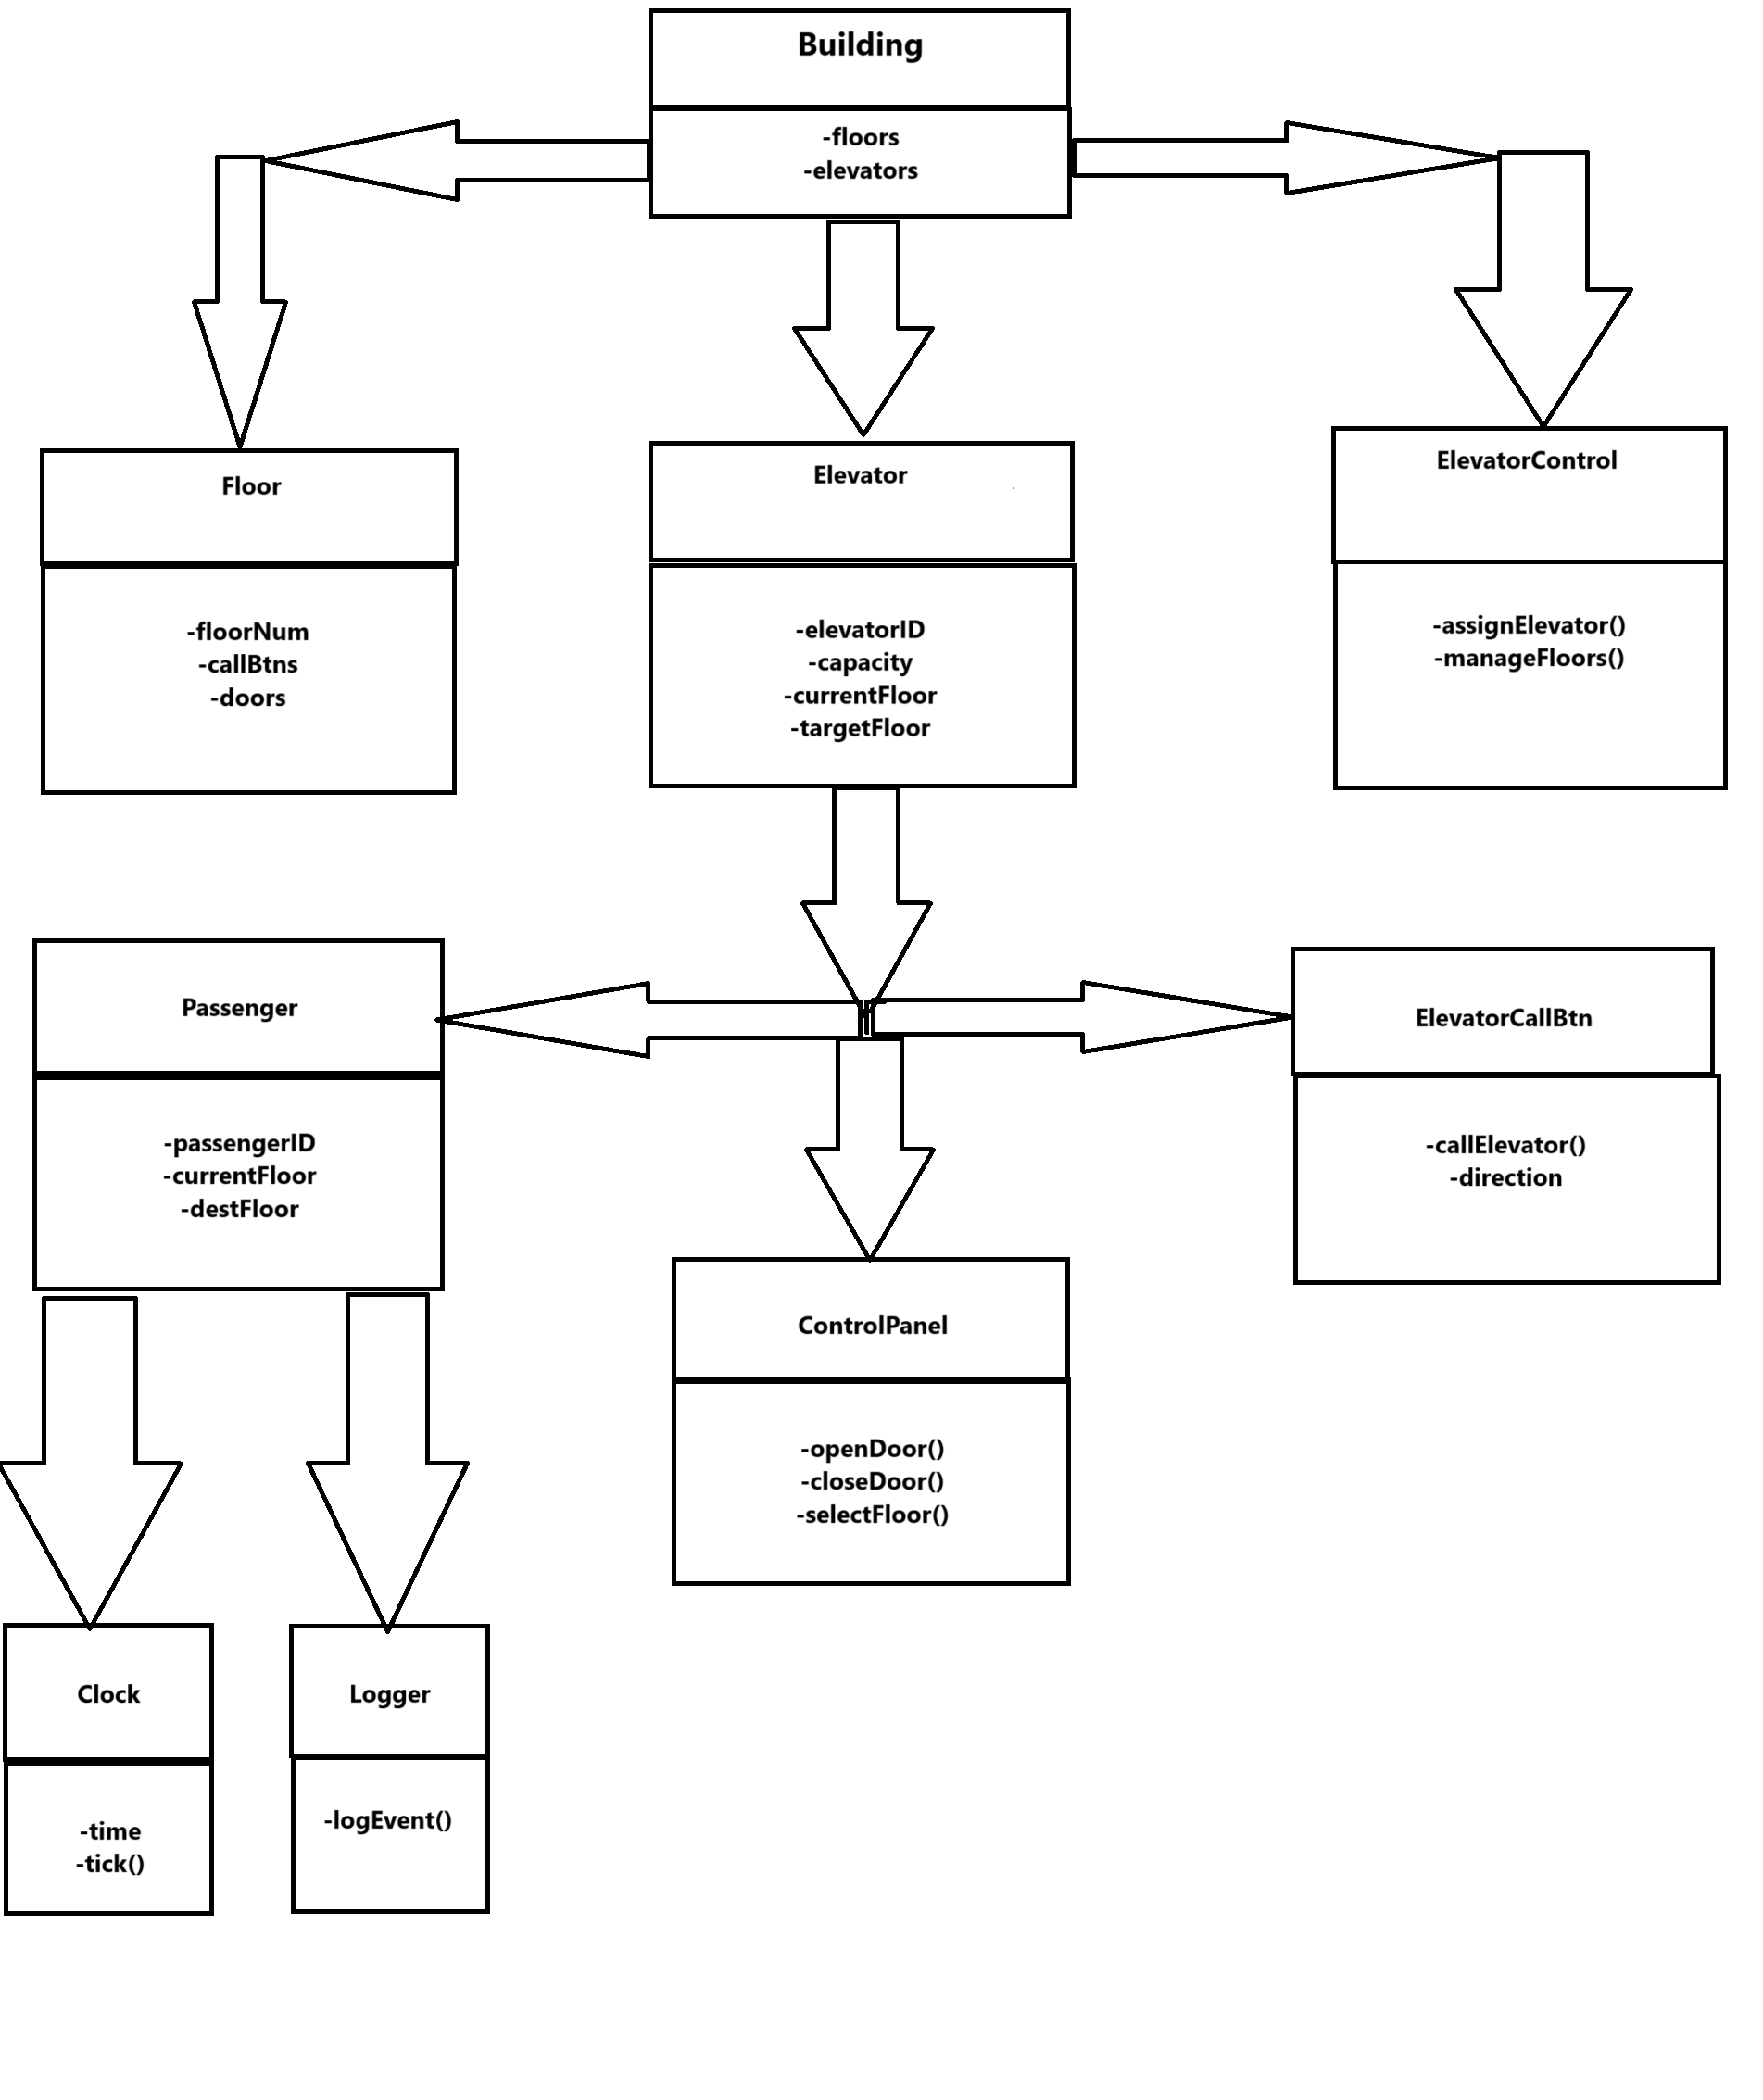 Building
-floors
-elevators
Floor
-floorNum
-callBtns
-doors
Elevator
-elevatorID
-capacity
-currentFloor
-targetFloor
ElevatorControl
-assignElevator()
-manageFloors()
Passenger
-passengerID
-currentFloor
-destFloor
ElevatorCallBtn
-callElevator()
-direction
ControlPanel
-openDoor()
-closeDoor()
-selectFloor()
Clock
-time
-tick()
Logger
-logEvent()